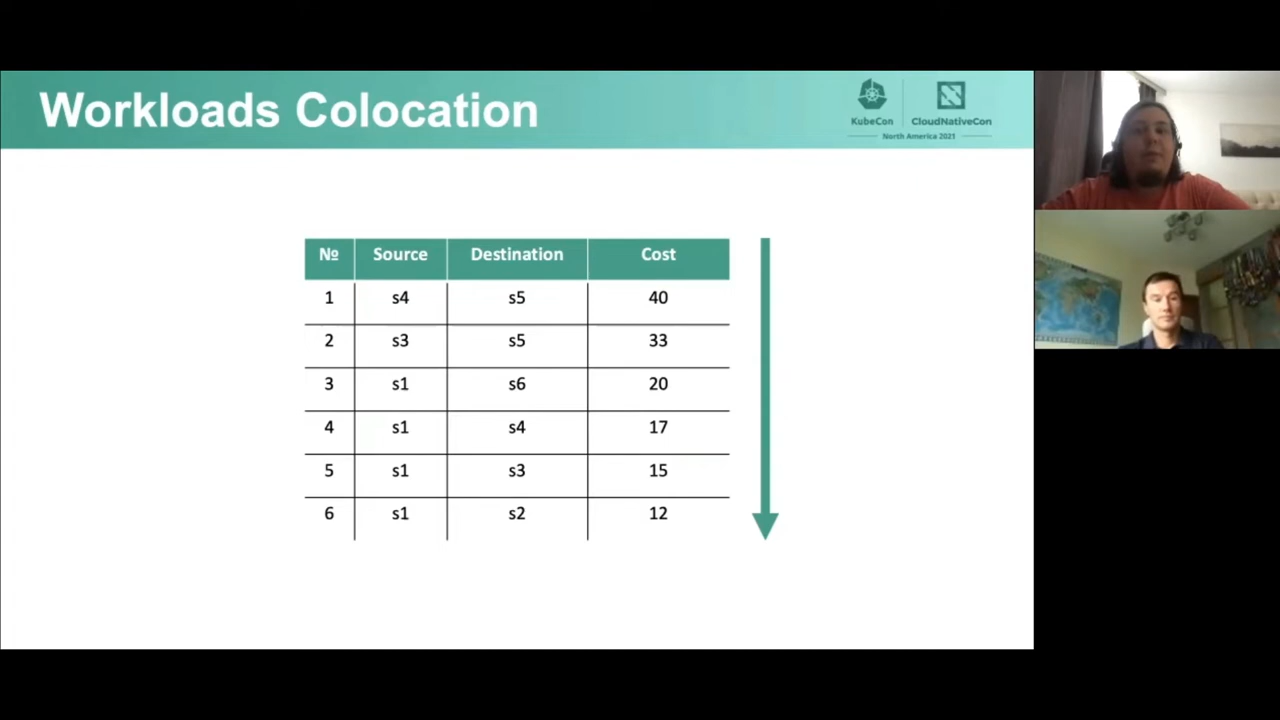 Workloads Colocation
KubeCon
CloudNativeCon
North America 2021
№ Source Destination Cost
1 s4 s5 40
2 s3 s5 33
3 s1 s6 20
4 s1 s4 17
5 s1 s3 15
6 s1 s2 12